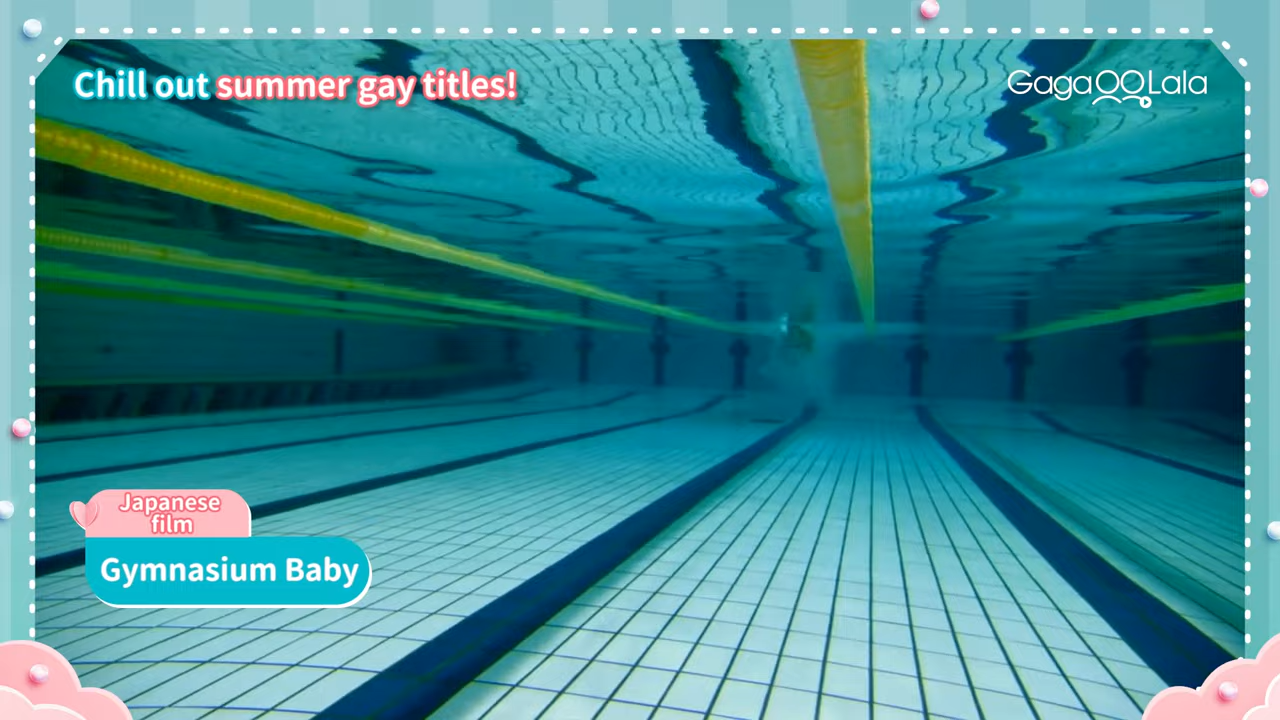 Chill out summer gay titles!
GagaOOLala
Japanese
film
Gymnasium Baby